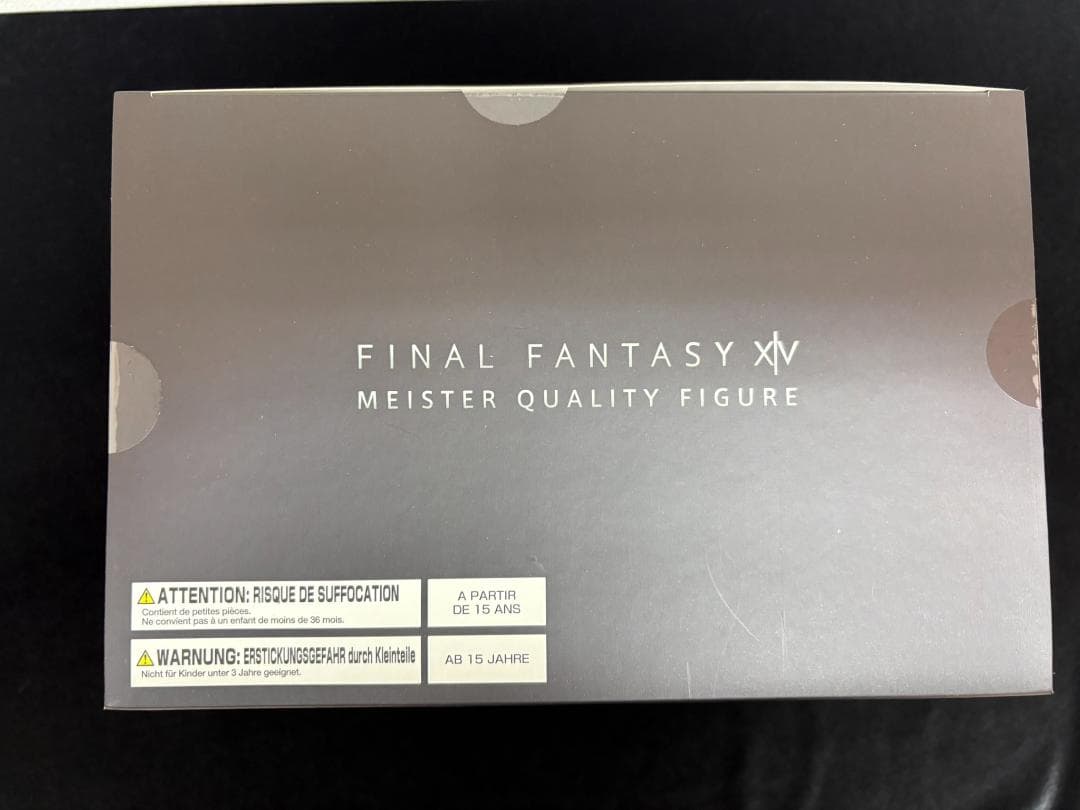 FINAL FANTASY XIV
MEISTER QUALITY FIGURE
ATTENTION: RISQUE DE SUFFOCATION
Contient de petites pièces.
Ne convient pas à un enfant de moins de 36 mois.
A PARTIR
DE 15 ANS
WARNUNG: ERSTICKUNGSGEFAHR durch Kleinteile
Nicht für Kinder unter 3 Jahre geeignet.
AB 15 JAHRE